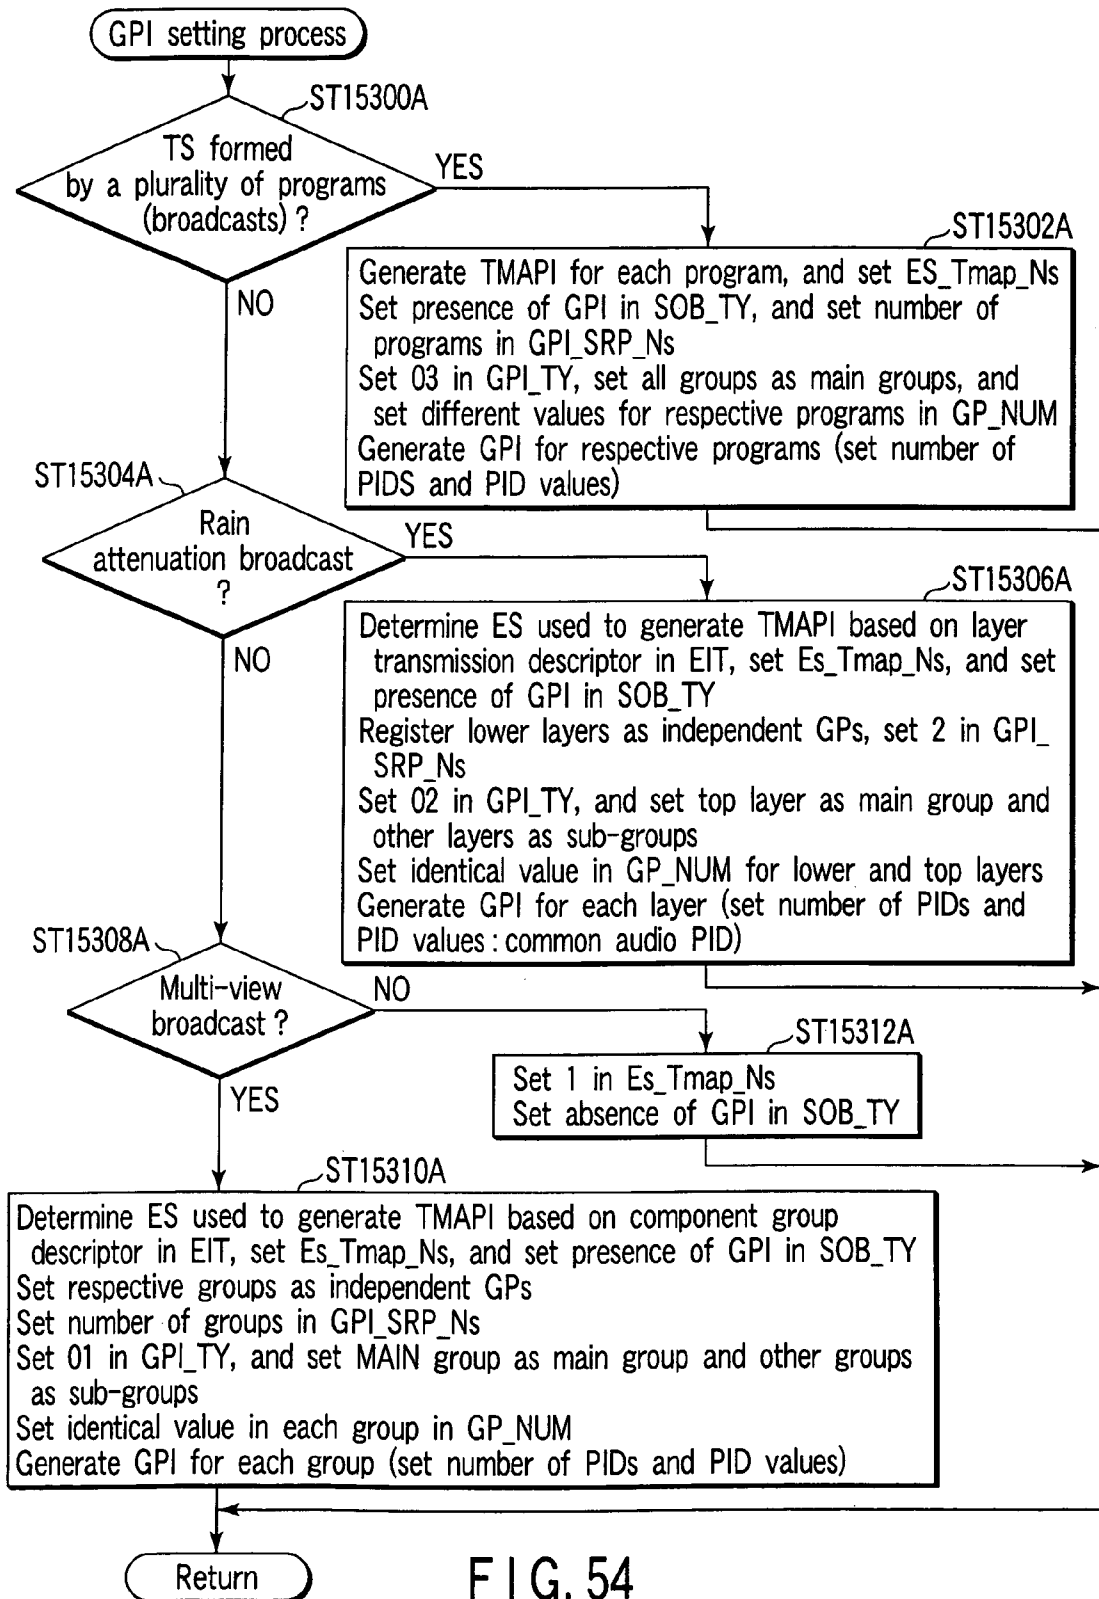 GPI setting process
ST15300A
TS formed
by a plurality of programs
(broadcasts) ?
YES
NO
ST15302A
Generate TMAPI for each program, and set ES_Tmap_Ns
Set presence of GPI in SOB_TY, and set number of
programs in GPI_SRP_Ns
Set 03 in GPI_TY, set all groups as main groups, and
set different values for respective programs in GP_NUM
Generate GPI for respective programs (set number of
PIDS and PID values)
ST15304A
Rain
attenuation broadcast
?
YES
NO
ST15306A
Determine ES used to generate TMAPI based on layer
transmission descriptor in EIT, set Es_Tmap_Ns, and set
presence of GPI in SOB_TY
Register lower layers as independent GPs, set 2 in GPI_
SRP_Ns
Set 02 in GPI_TY, and set top layer as main group and
other layers as sub-groups
Set identical value in GP_NUM for lower and top layers
Generate GPI for each layer (set number of PIDs and
PID values : common audio PID)
ST15308A
Multi-view
broadcast ?
NO
YES
ST15312A
Set 1 in Es_Tmap_Ns
Set absence of GPI in SOB_TY
ST15310A
Determine ES used to generate TMAPI based on component group
descriptor in EIT, set Es_Tmap_Ns, and set presence of GPI in SOB_TY
Set respective groups as independent GPs
Set number of groups in GPI_SRP_Ns
Set 01 in GPI_TY, and set MAIN group as main group and other groups
as sub-groups
Set identical value in each group in GP_NUM
Generate GPI for each group (set number of PIDs and PID values)
Return
FIG. 54